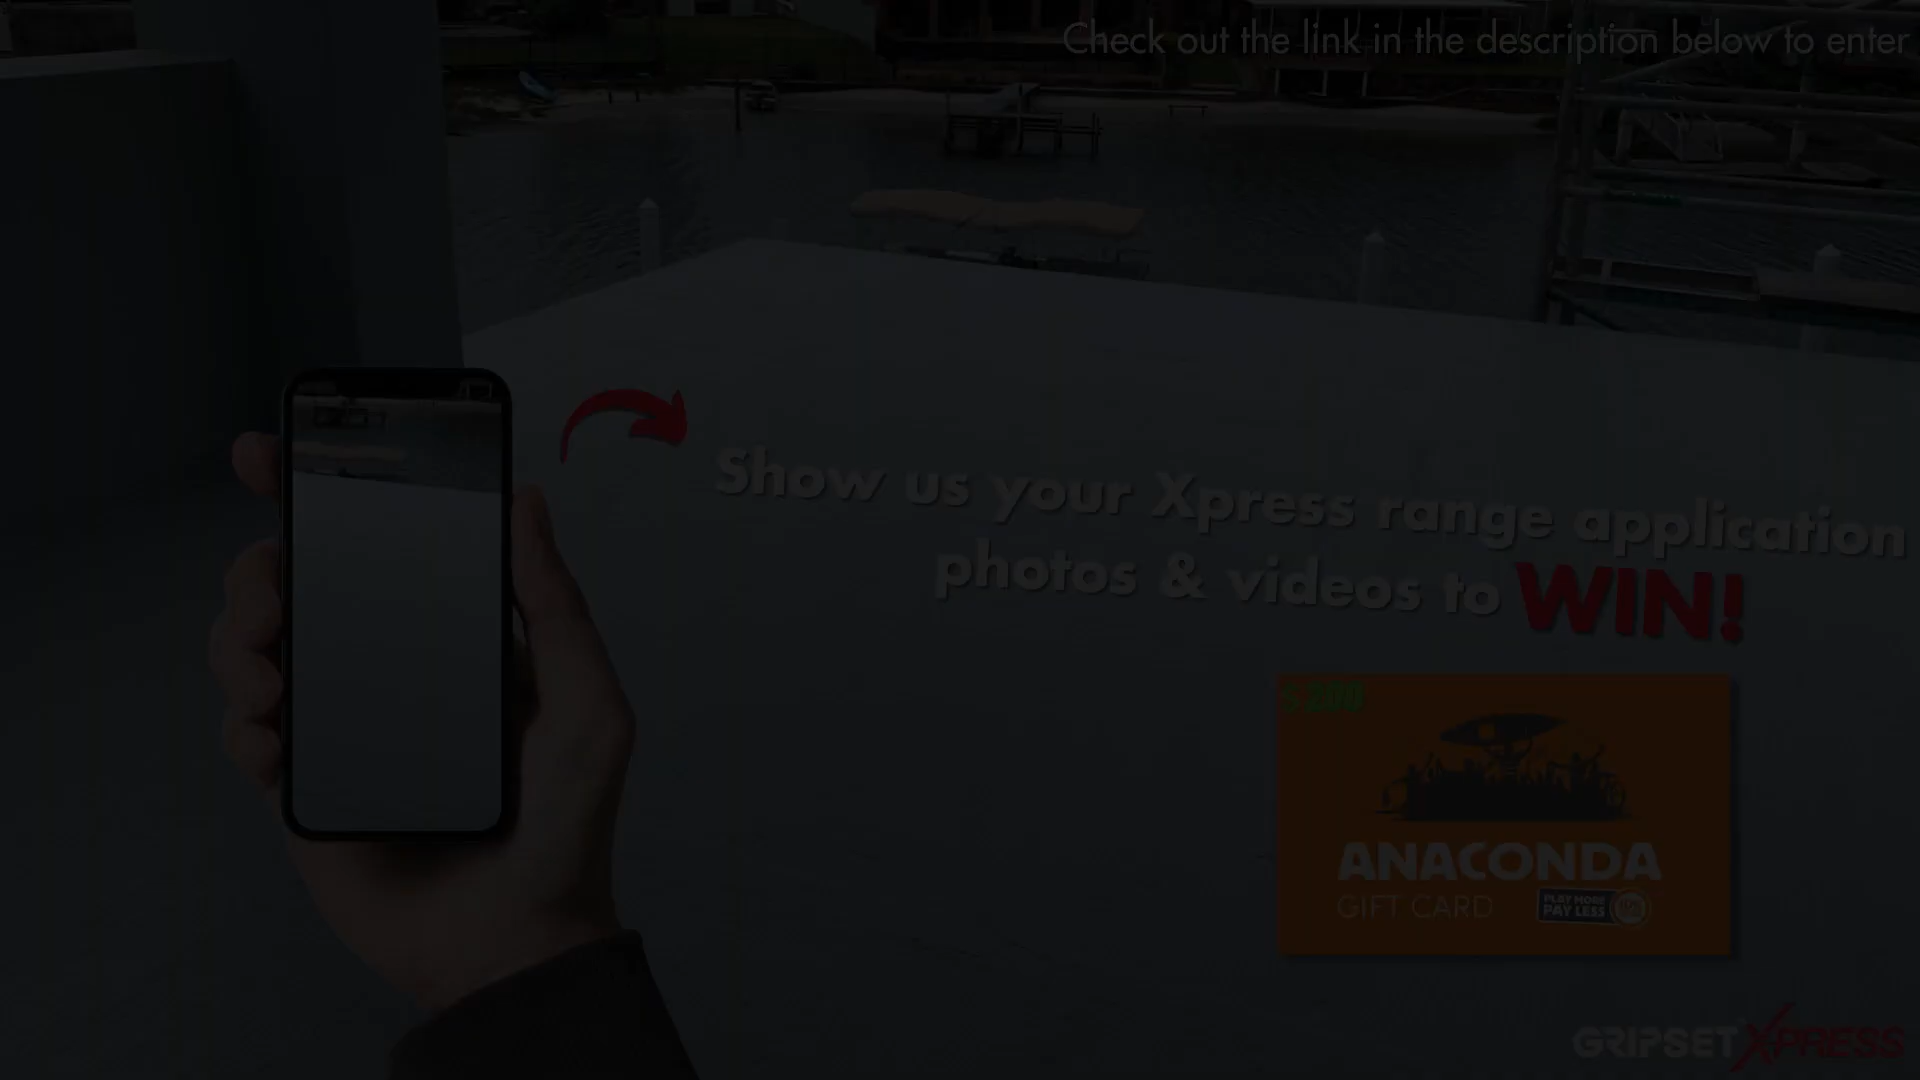 Check out the link in the description below to enter
Show us your Xpress range application
photos & videos to WIN!
$200
ANACONDA
GIFT CARD
PLAY MORE
PAY LESS
GRIPSET XPRESS